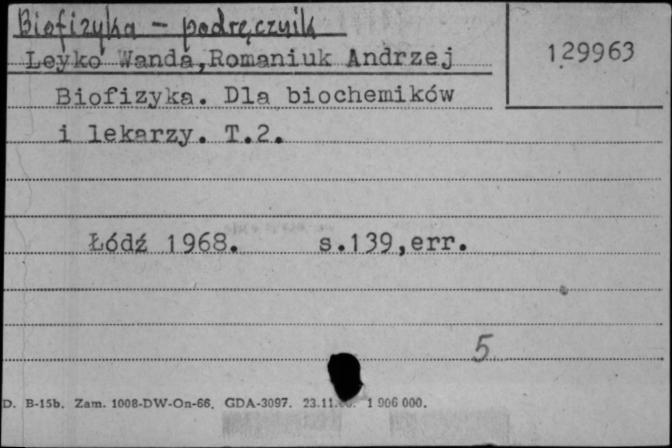 Biofizyka - podręcznik
Leyko Wanda,Romaniuk Andrzej
129963
Biofizyka. Dla biochemików
i lekarzy. T.2.
Łódź 1968. s.139,err.
5
D. B-15b. Zam. 1008-DW-On-66. GDA-3097. 23.11. 1 906 000.